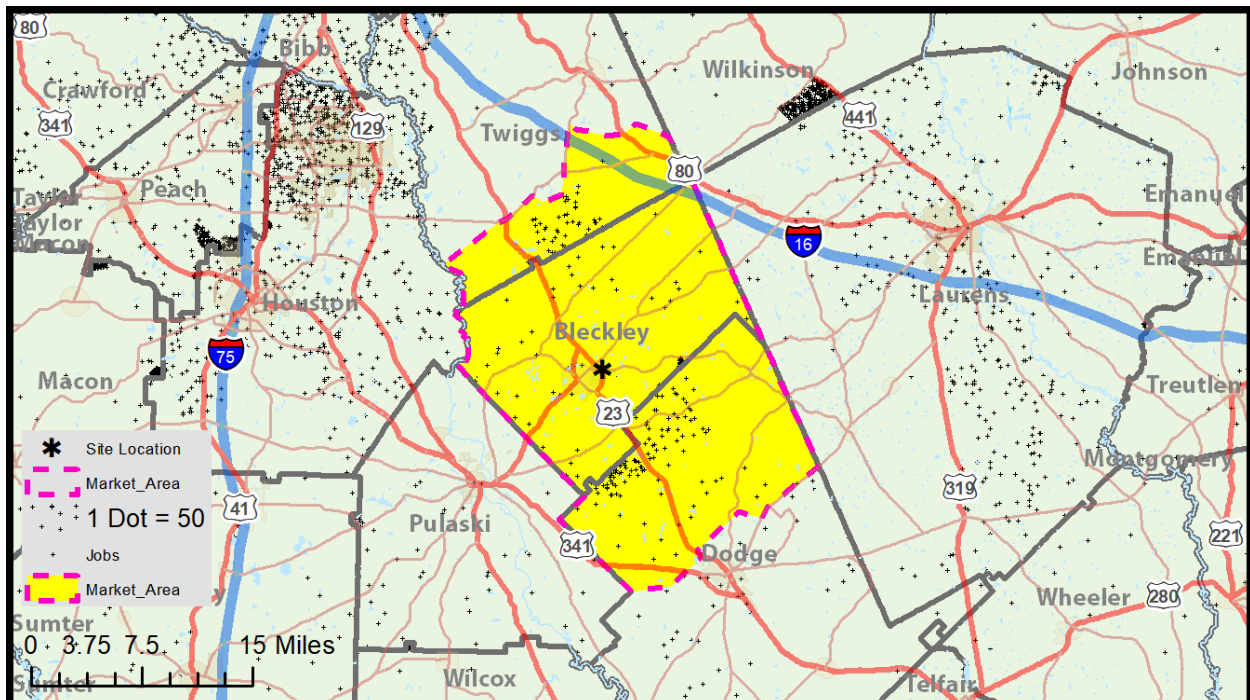 80
Bibb
Wilkinson
Johnson
Crawford
341
129
441
Twiggs
80
Peach
Taylor
Taylor
Macon
Emanuel
16
Emanuel
Houston
Laurens
Bleckley
75
Macon
Treutlen
23
Site Location
Market_Area
1 Dot = 50
Jobs
Market_Area
Montgomery
319
41
Pulaski
221
341
Dodge
y
Wheeler
280
Sumter
0 3.75 7.5 15 Miles
Wilcox
Telfair
Sumter